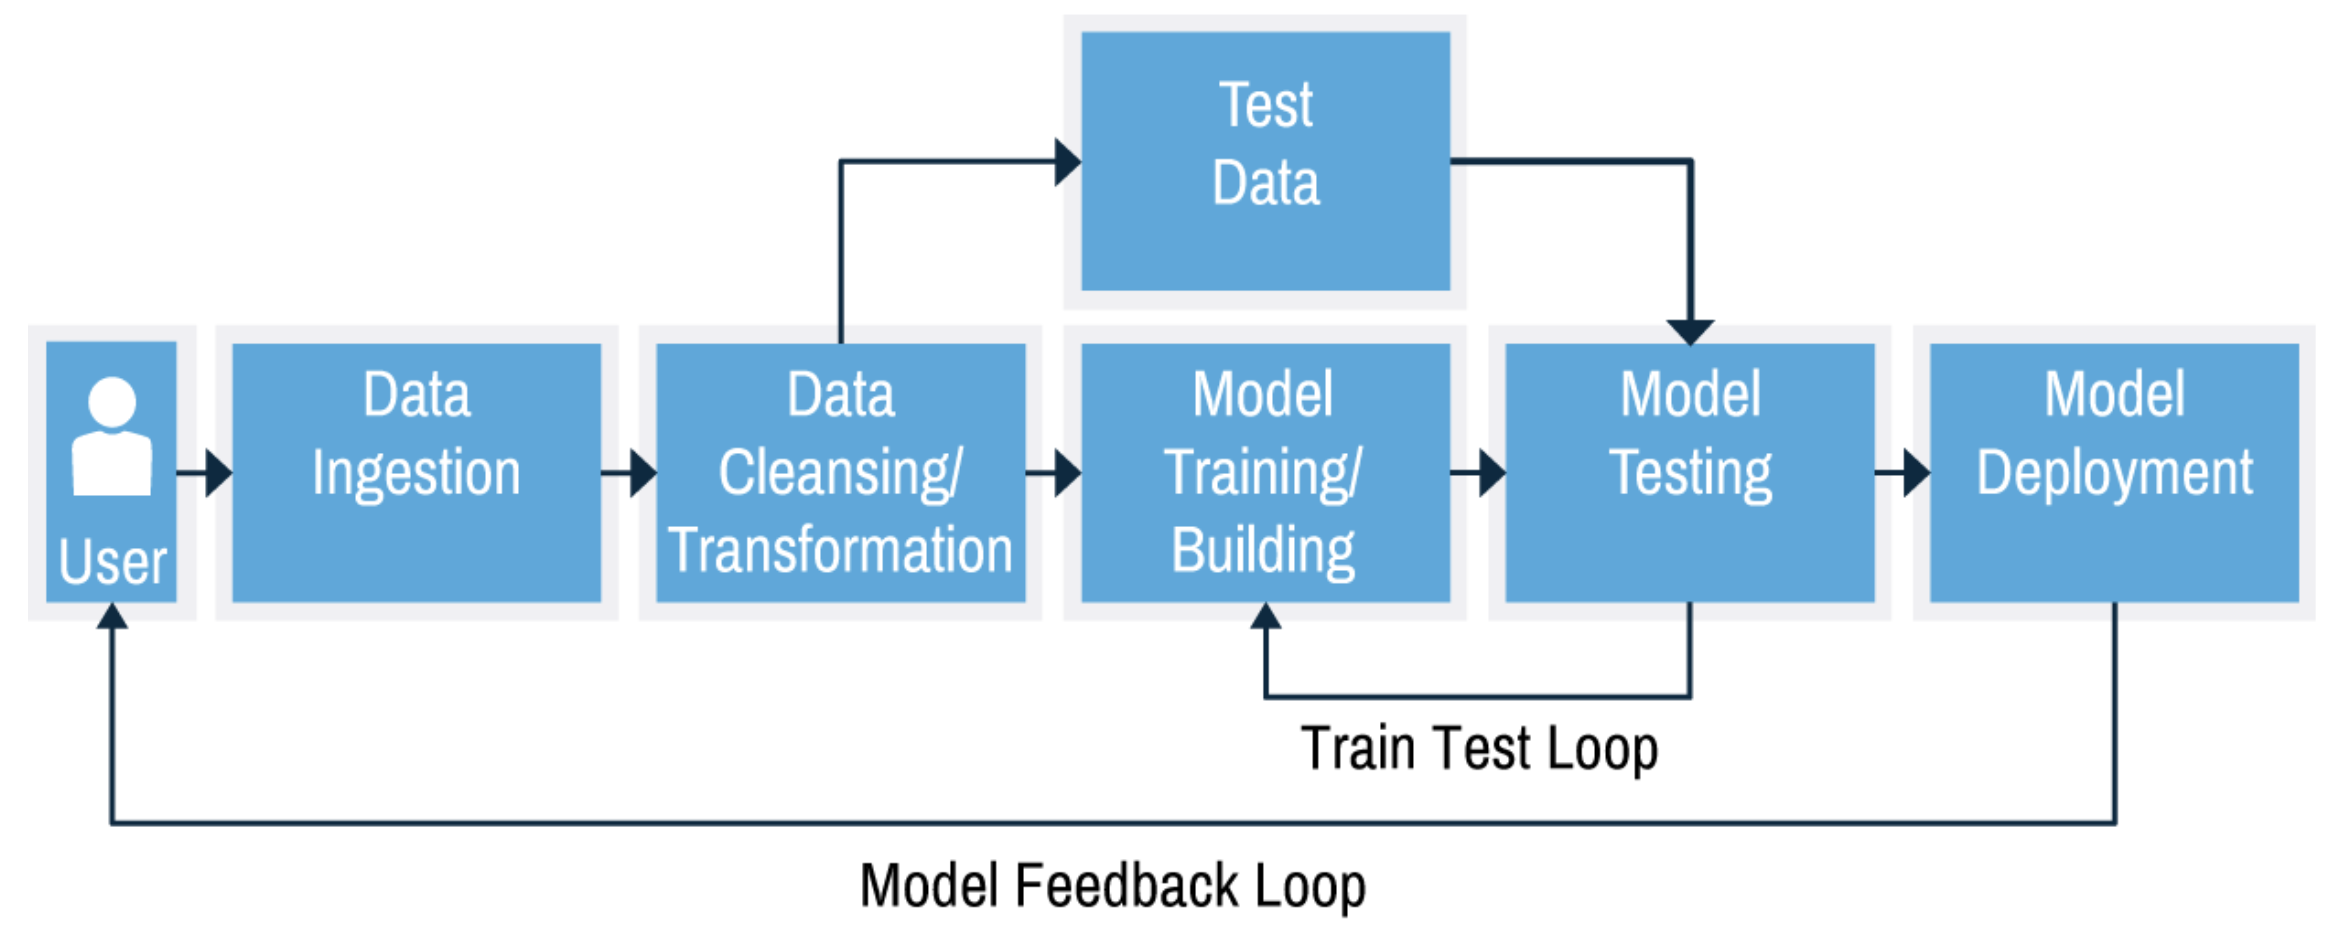 Test
Data
User
Data
Ingestion
Data
Cleansing/
Transformation
Model
Training/
Building
Model
Testing
Model
Deployment
Train Test Loop
Model Feedback Loop